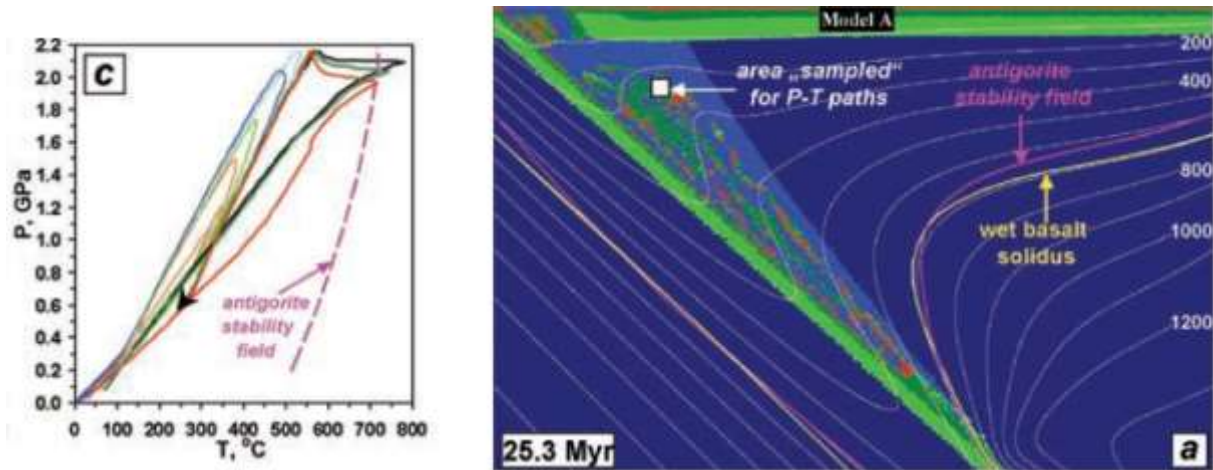 c
2.2
2.0
1.8
1.6
1.4
1.2
1.0
0.8
0.6
0.4
0.2
0.0
P, GPa
antigorite
stability
field
0 100 200 300 400 500 600 700 800
T, °C
Model A
200
area „sampled“
for P-T paths
antigorite
stability field
400
800
wet basalt
solidus
1000
1200
25.3 Myr
a